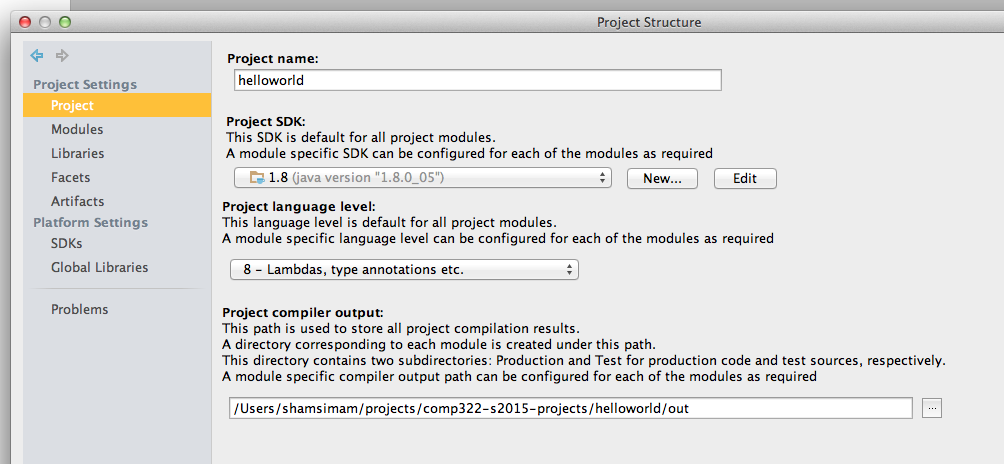 Project Structure
Project Settings
Project
Modules
Libraries
Facets
Artifacts
Platform Settings
SDKs
Global Libraries
Problems
Project name:
helloworld
Project SDK:
This SDK is default for all project modules.
A module specific SDK can be configured for each of the modules as required
1.8 (java version "1.8.0_05") New... Edit
Project language level:
This language level is default for all project modules.
A module specific language level can be configured for each of the modules as required
8 – Lambdas, type annotations etc.
Project compiler output:
This path is used to store all project compilation results.
A directory corresponding to each module is created under this path.
This directory contains two subdirectories: Production and Test for production code and test sources, respectively.
A module specific compiler output path can be configured for each of the modules as required
/Users/shamsimam/projects/comp322-s2015-projects/helloworld/out ...